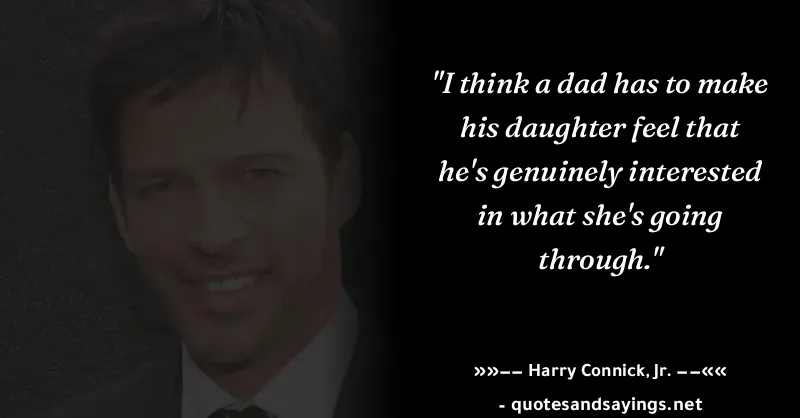 "I think a dad has to make
his daughter feel that
he's genuinely interested
in what she's going
through."
»»−− Harry Connick, Jr. −−««
- quotesandsayings.net